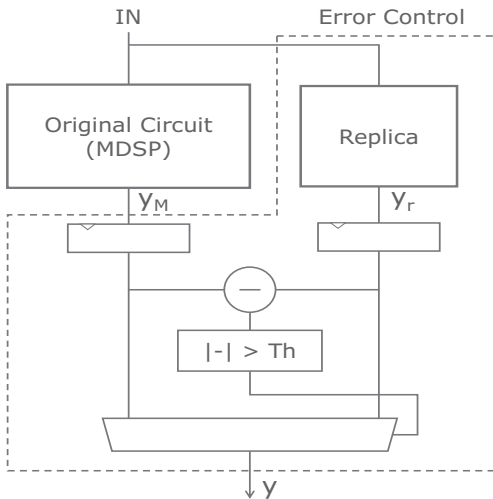 IN
Error Control
Original Circuit
(MDSP)
Replica
yM
yr
—
|-| > Th
y